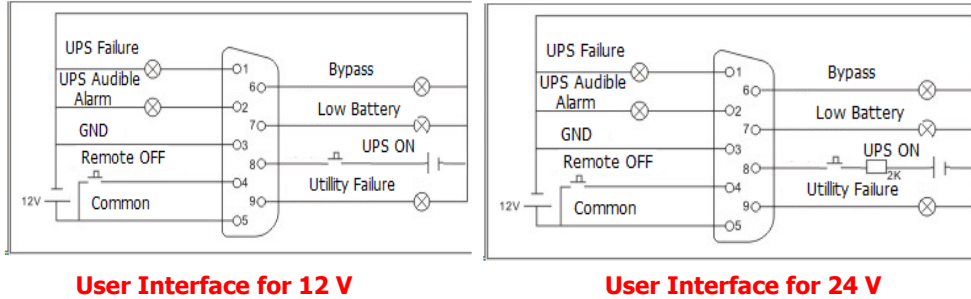 UPS Failure
UPS Audible
Alarm
GND
Remote OFF
12V
Common
1
2
3
4
5
6
7
8
9
Bypass
Low Battery
UPS ON
Utility Failure
User Interface for 12 V
UPS Failure
UPS Audible
Alarm
GND
Remote OFF
12V
Common
1
2
3
4
5
6
7
8
9
Bypass
Low Battery
UPS ON
2K
Utility Failure
User Interface for 24 V